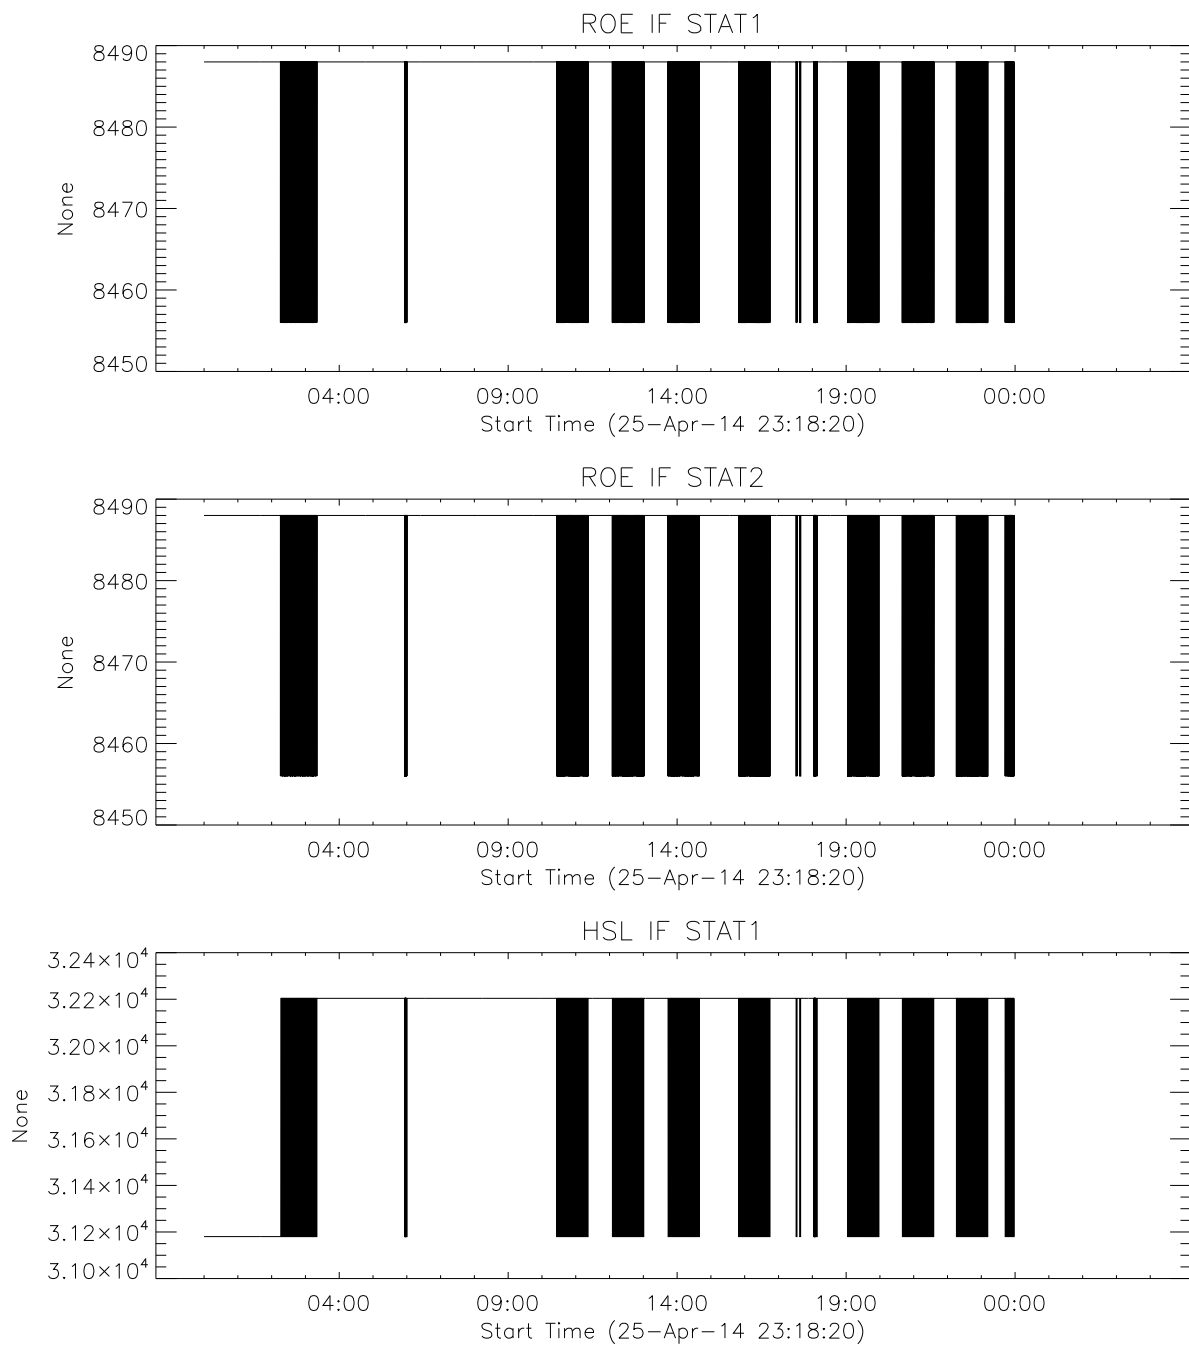 ROE IF STAT1
8490
8480
8470
8460
8450
None
04:00 09:00 14:00 19:00 00:00
Start Time (25-Apr-14 23:18:20)
ROE IF STAT2
8490
8480
8470
8460
8450
None
04:00 09:00 14:00 19:00 00:00
Start Time (25-Apr-14 23:18:20)
HSL IF STAT1
3.24×10⁴
3.22×10⁴
3.20×10⁴
3.18×10⁴
3.16×10⁴
3.14×10⁴
3.12×10⁴
3.10×10⁴
None
04:00 09:00 14:00 19:00 00:00
Start Time (25-Apr-14 23:18:20)